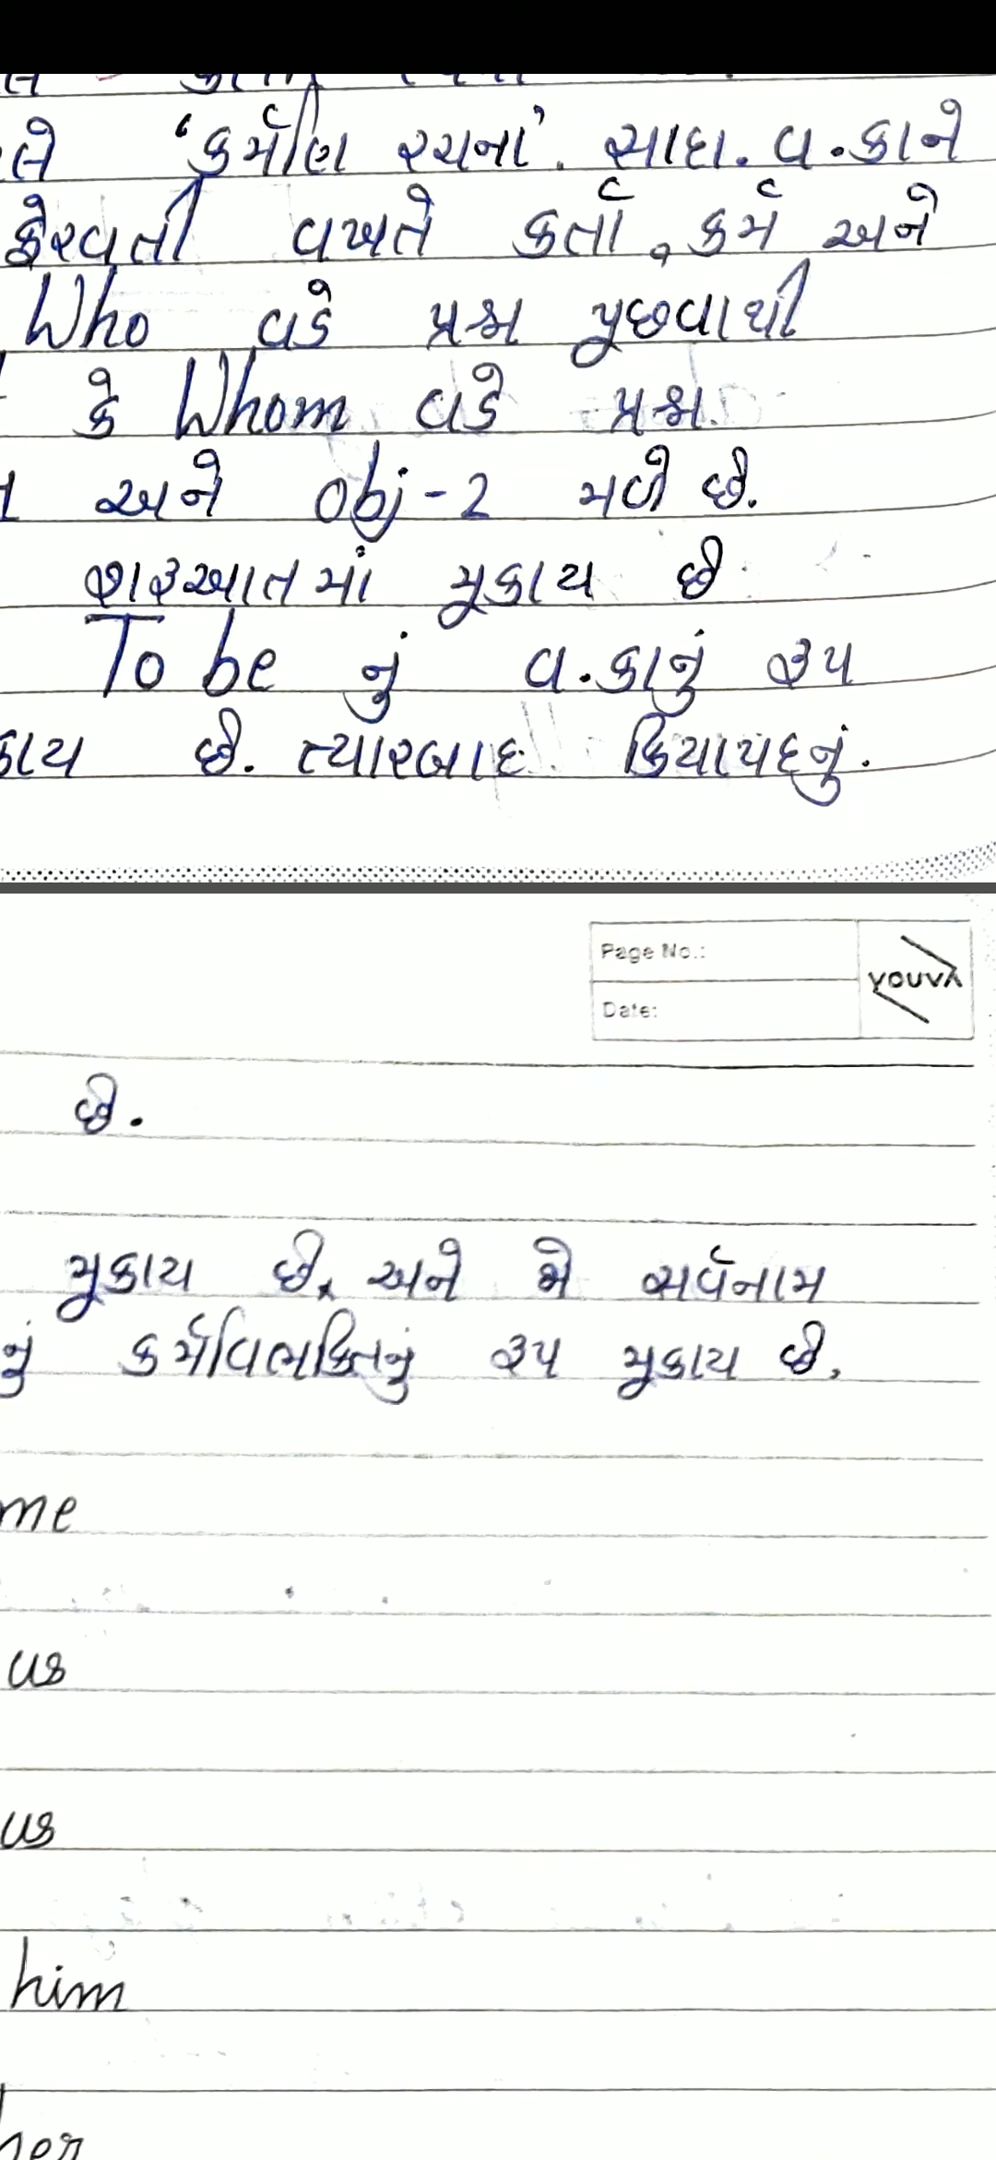 લે 'કર્મણિ રચના'. સાદા. વ.કાને
ફેરવતી વખતે કર્તા, કર્મ અને
Who વડે પ્રશ્ન પુછવાથી
કે Whom વડે પ્રશ્ન.
અને obj-2 મળે છે.
શરૂઆતમાં મૂકાય છે.
To be નું વ.કાનું રૂપ
કાય છે. ત્યારબાદ ક્રિયાપદનું.
Page No.:
YOUVA
Date:
છે.
મૂકાય છે. અને જો સર્વનામ
નું કર્મવિભક્તિનું રૂપ મૂકાય છે.
me
us
us
him
her